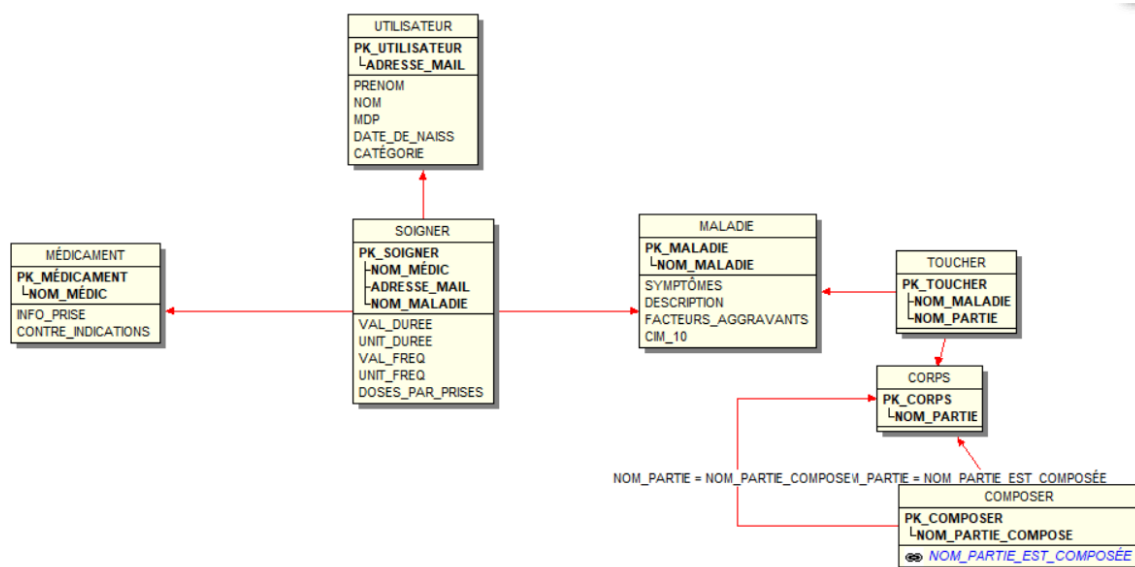 UTILISATEUR
PK_UTILISATEUR
ADRESSE_MAIL
PRENOM
NOM
MDP
DATE_DE_NAISS
CATÉGORIE
MÉDICAMENT
PK_MÉDICAMENT
NOM_MÉDIC
INFO_PRISE
CONTRE_INDICATIONS
SOIGNER
PK_SOIGNER
NOM_MÉDIC
ADRESSE_MAIL
NOM_MALADIE
VAL_DUREE
UNIT_DUREE
VAL_FREQ
UNIT_FREQ
DOSES_PAR_PRISES
MALADIE
PK_MALADIE
NOM_MALADIE
SYMPTÔMES
DESCRIPTION
FACTEURS_AGGRAVANTS
CIM_10
TOUCHER
PK_TOUCHER
NOM_MALADIE
NOM_PARTIE
CORPS
PK_CORPS
NOM_PARTIE
NOM_PARTIE = NOM_PARTIE_COMPOSE
M_PARTIE = NOM_PARTIE_EST_COMPOSÉE
COMPOSER
PK_COMPOSER
NOM_PARTIE_COMPOSE
NOM_PARTIE_EST_COMPOSÉE